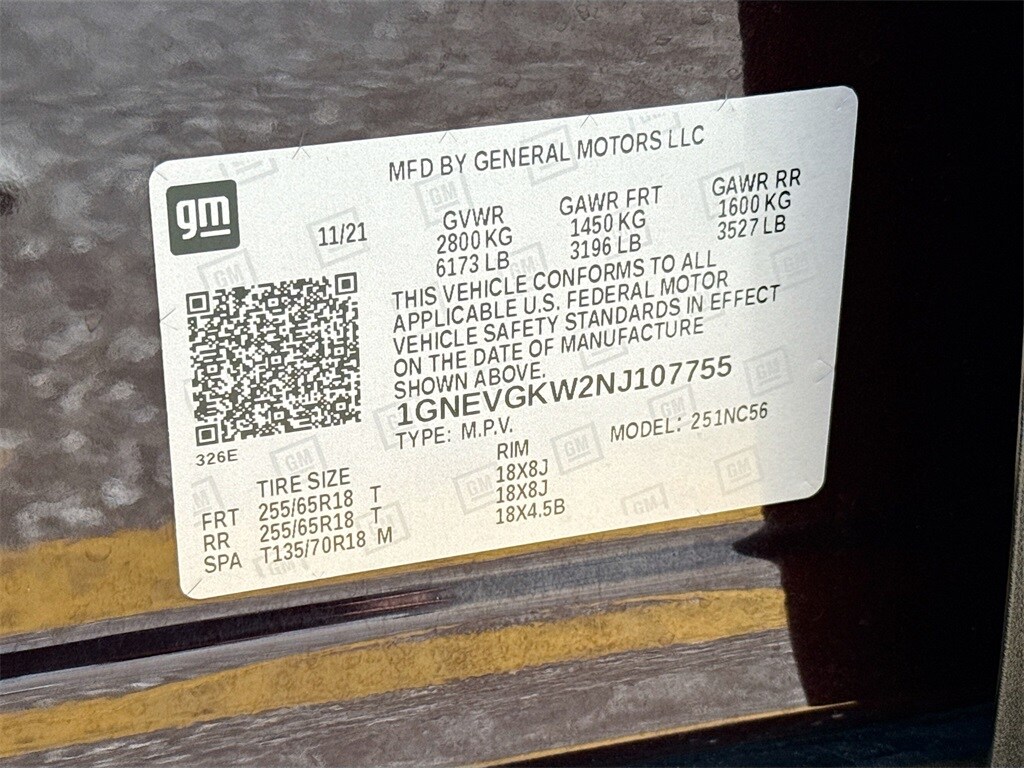 MFD BY GENERAL MOTORS LLC
gm
11/21
GVWR GAWR FRT GAWR RR
2800 KG 1450 KG 1600 KG
6173 LB 3196 LB 3527 LB
THIS VEHICLE CONFORMS TO ALL
APPLICABLE U.S. FEDERAL MOTOR
VEHICLE SAFETY STANDARDS IN EFFECT
ON THE DATE OF MANUFACTURE
SHOWN ABOVE.
1GNEVGKW2NJ107755
TYPE: M.P.V. MODEL: 251NC56
326E
TIRE SIZE RIM
FRT 255/65R18 T 18X8J
RR 255/65R18 T 18X8J
SPA T135/70R18 M 18X4.5B